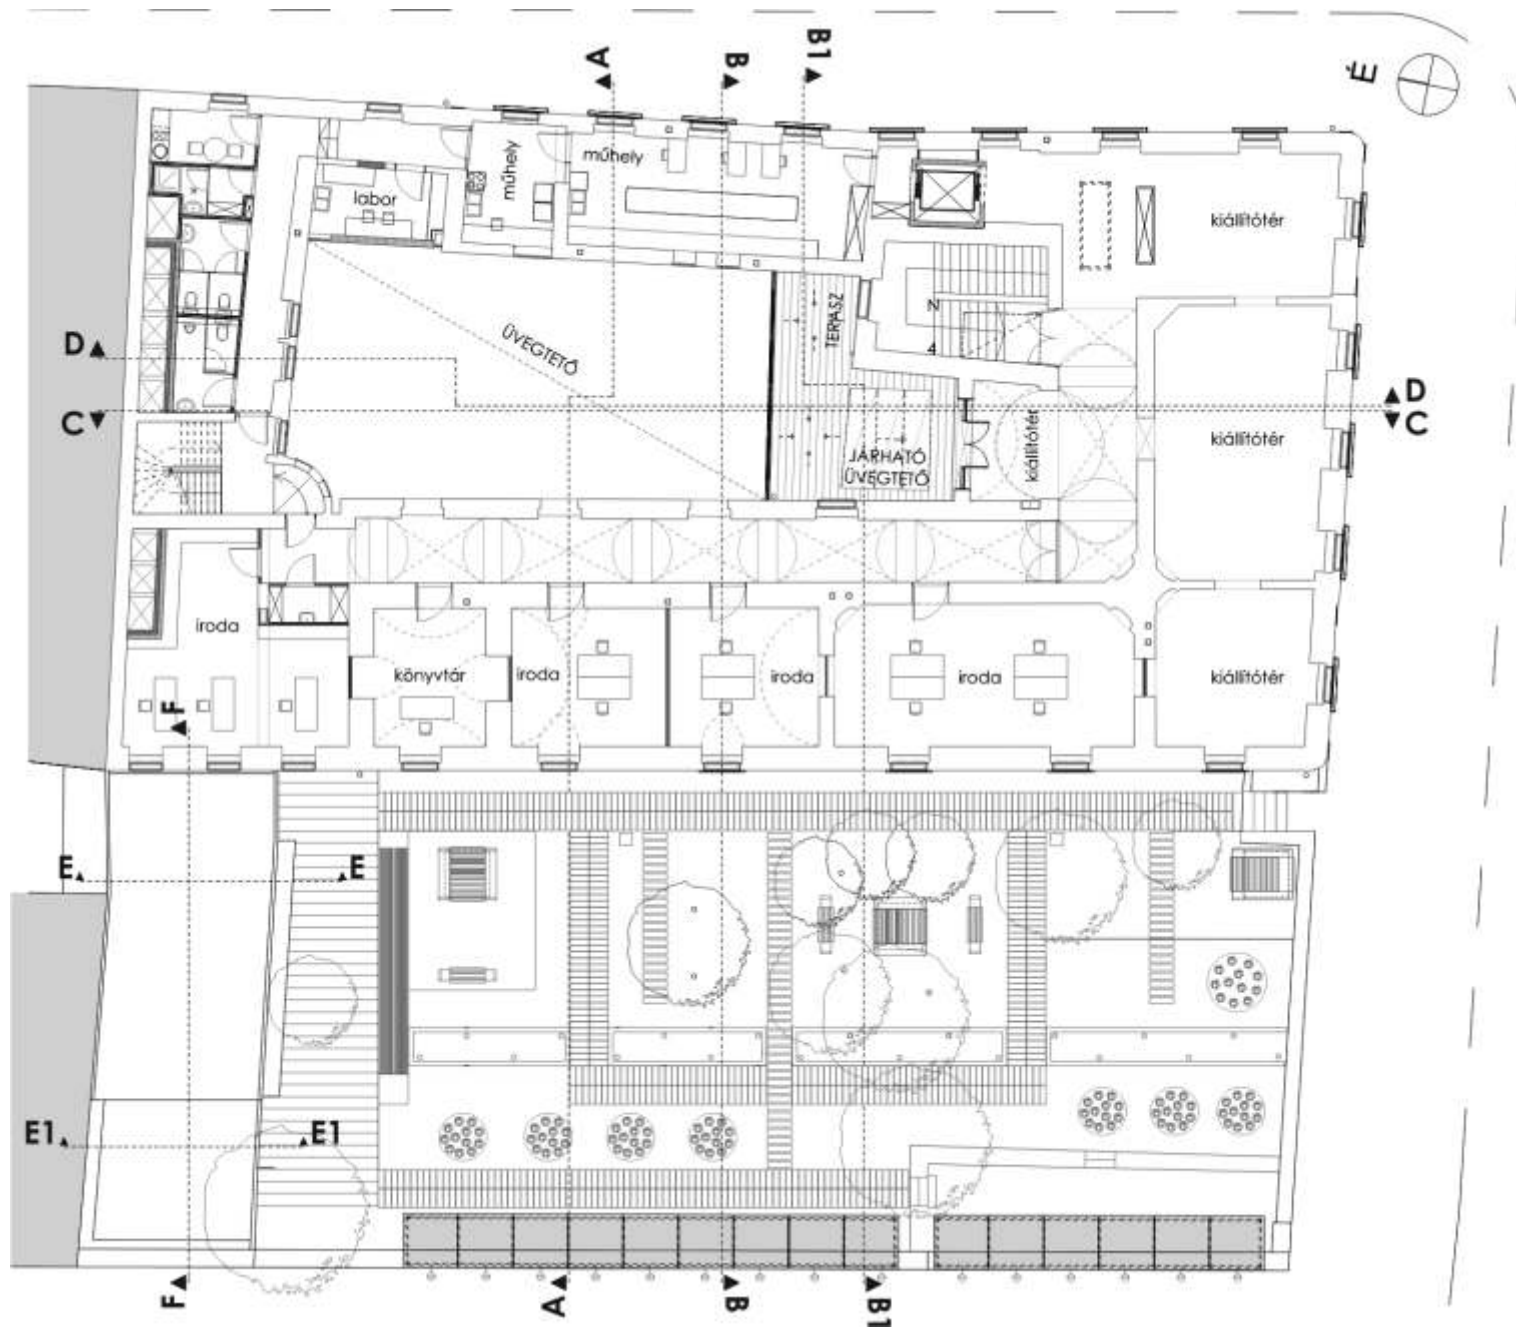 A
B
B1
É
műhely
műhely
labor
kiállítótér
ÜVEGTETŐ
TERASZ
N
4
D
C
D
C
kiállítótér
kiállítótér
JÁRHATÓ
ÜVEGTETŐ
iroda
könyvtár
iroda
iroda
iroda
kiállítótér
F
E
E
E1
E1
F
A
B
B1